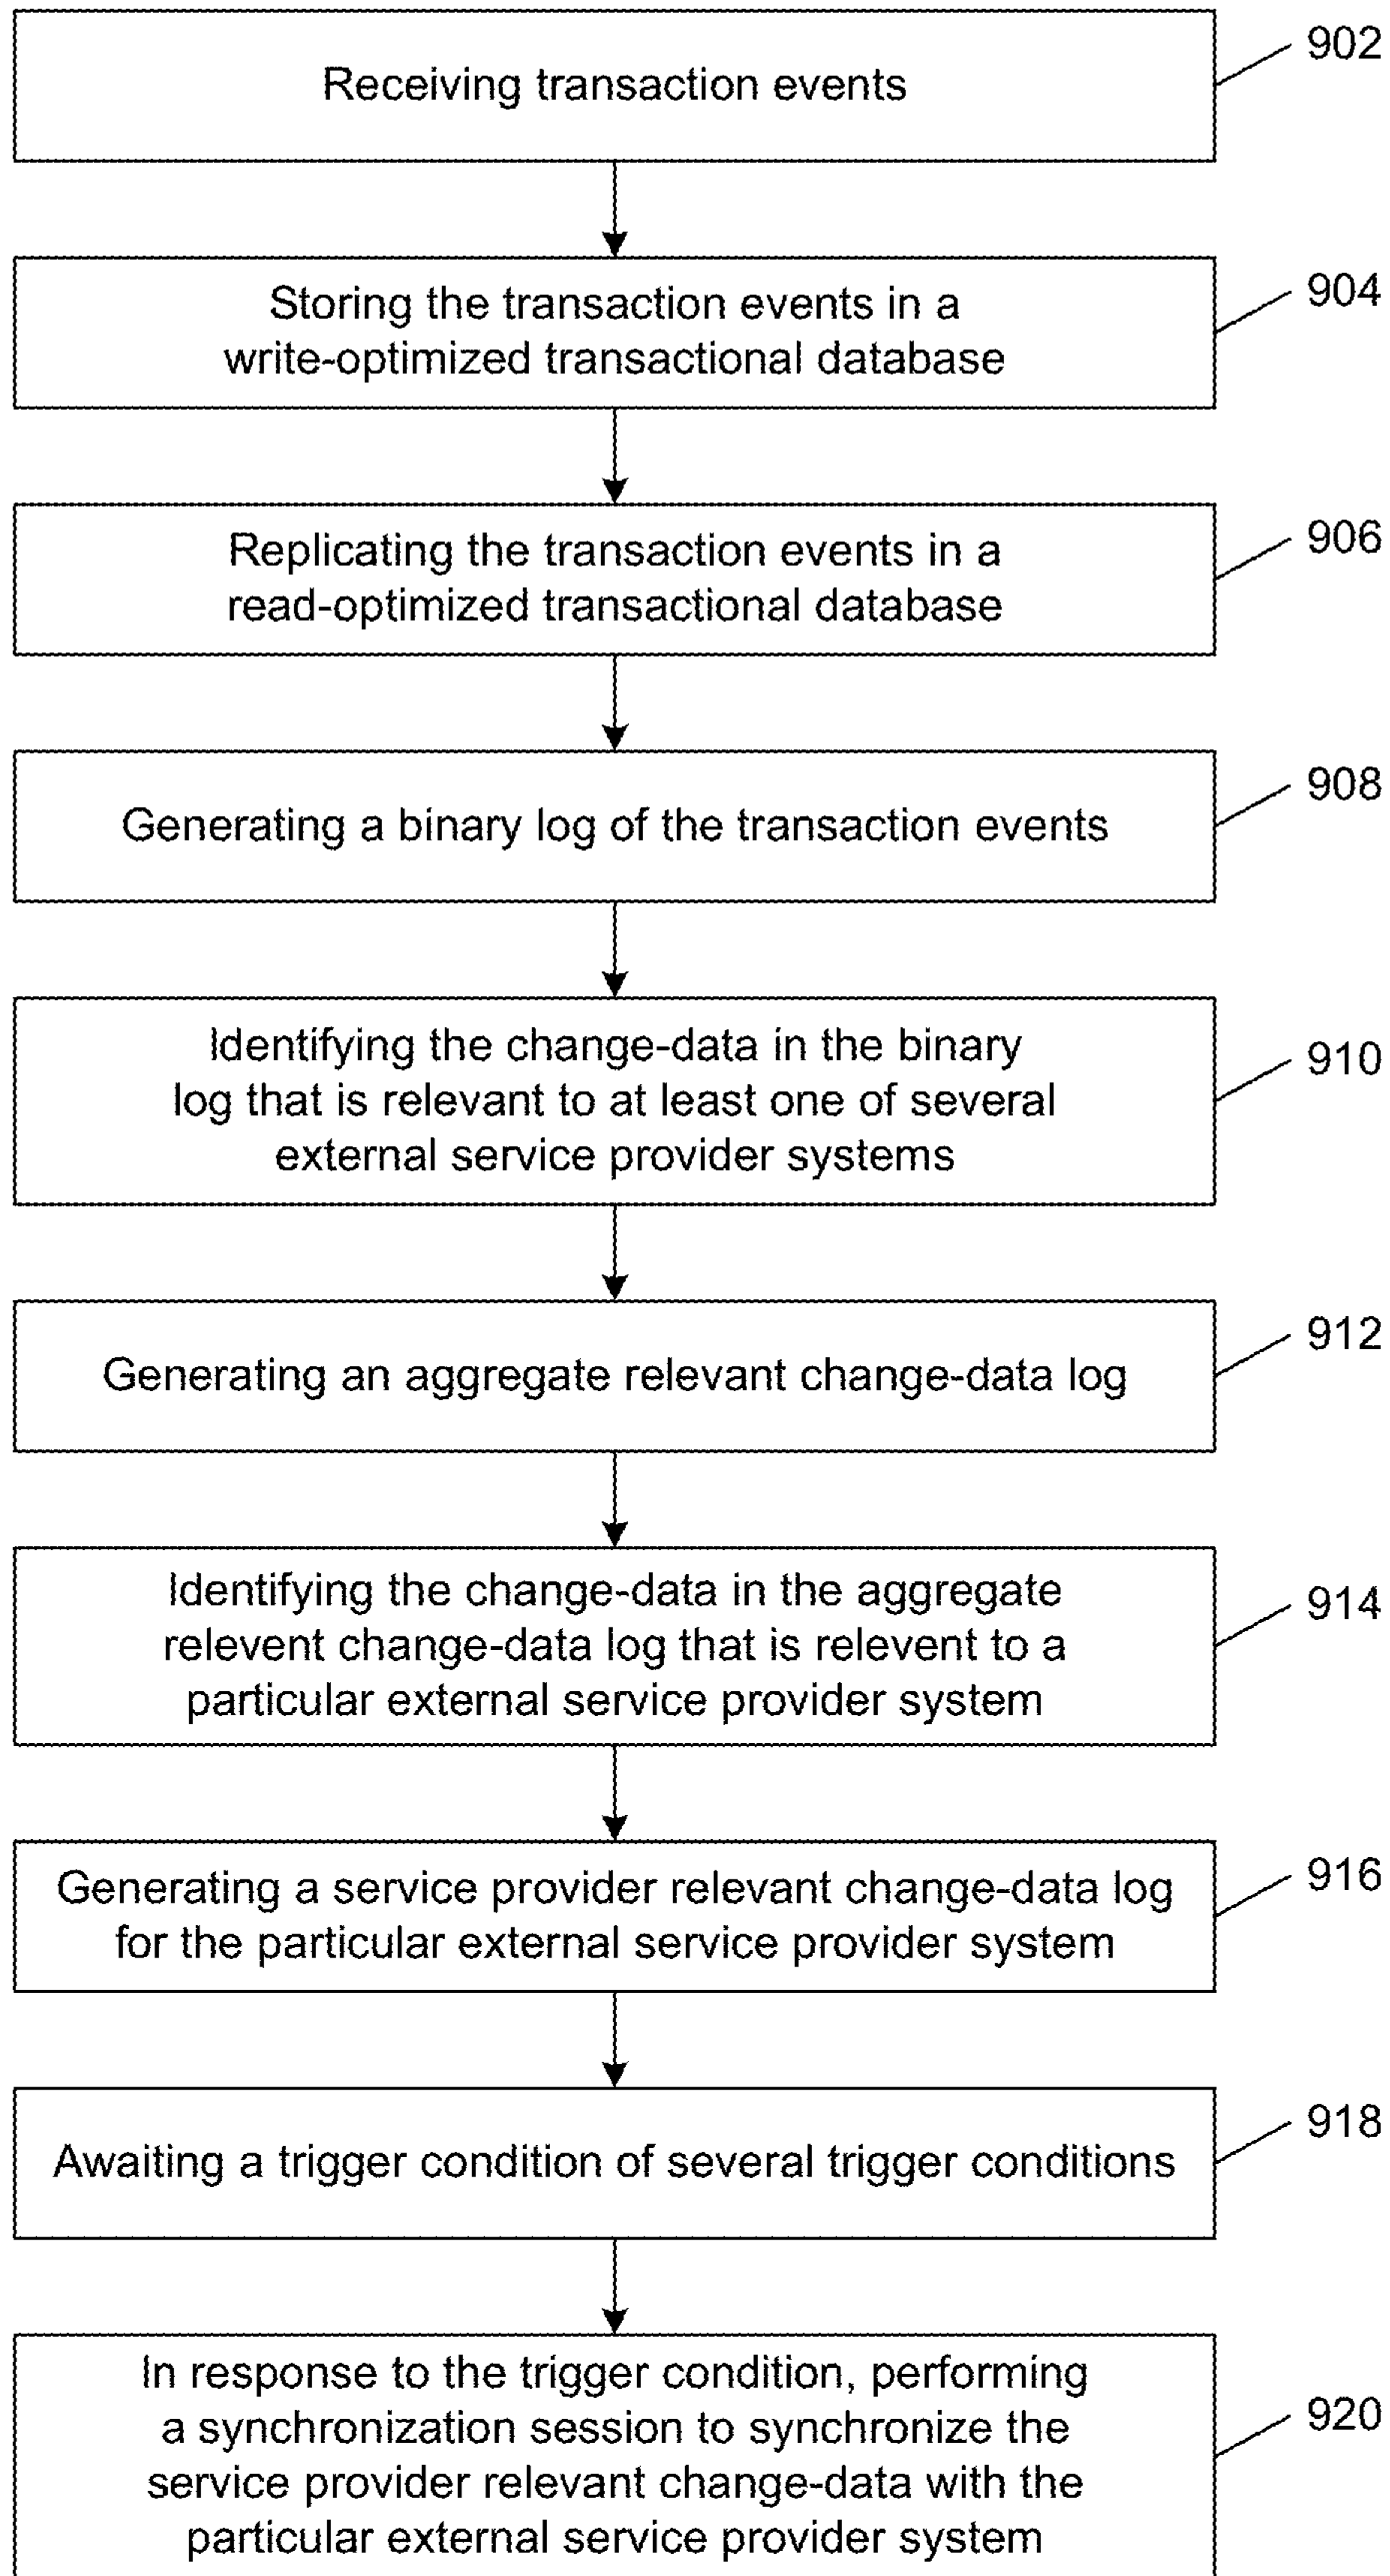 Receiving transaction events
902
Storing the transaction events in a
write-optimized transactional database
904
Replicating the transaction events in a
read-optimized transactional database
906
Generating a binary log of the transaction events
908
Identifying the change-data in the binary
log that is relevant to at least one of several
external service provider systems
910
Generating an aggregate relevant change-data log
912
Identifying the change-data in the aggregate
relevent change-data log that is relevent to a
particular external service provider system
914
Generating a service provider relevant change-data log
for the particular external service provider system
916
Awaiting a trigger condition of several trigger conditions
918
In response to the trigger condition, performing
a synchronization session to synchronize the
service provider relevant change-data with the
particular external service provider system
920